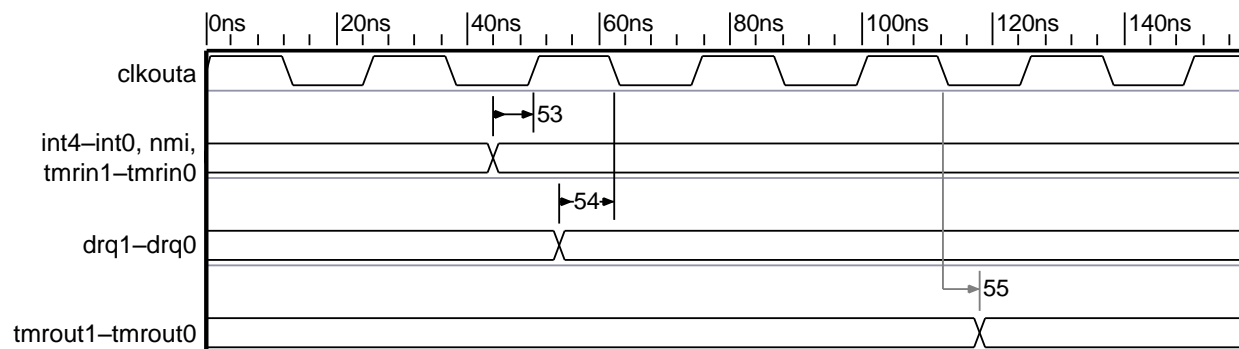 0ns 20ns 40ns 60ns 80ns 100ns 120ns 140ns
clkouta
53
int4–int0, nmi,
tmrin1–tmrin0
54
drq1–drq0
55
tmrout1–tmrout0